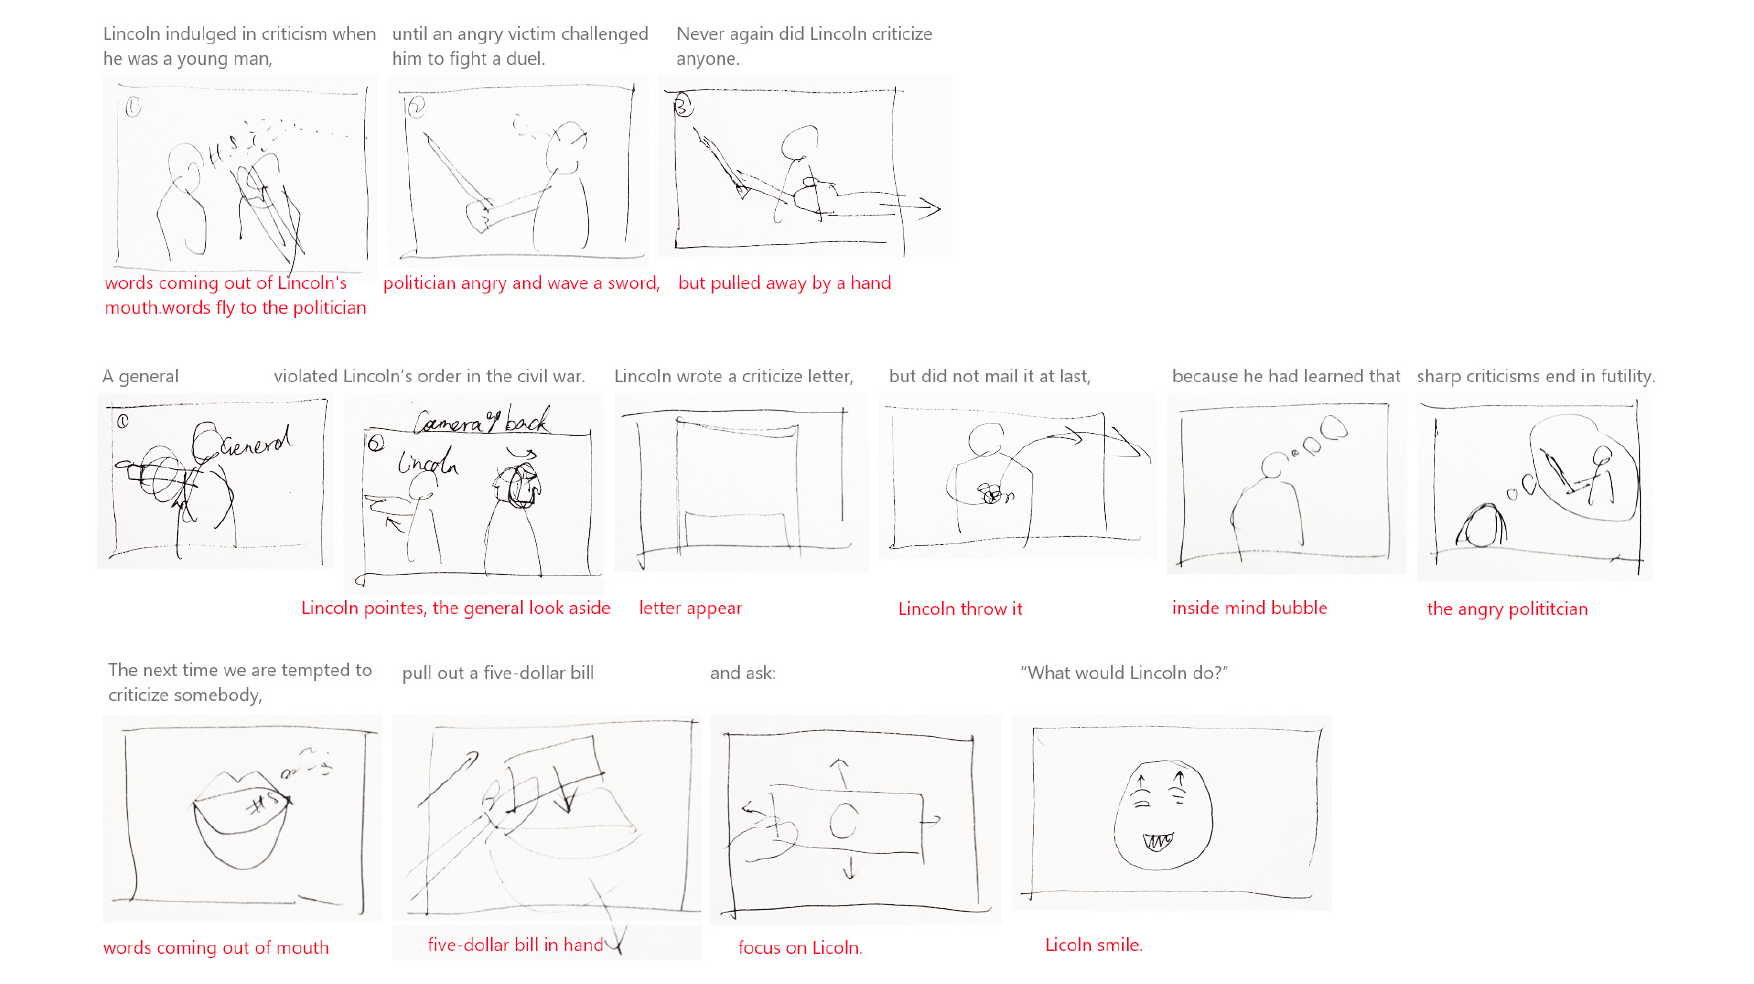 Lincoln indulged in criticism when
he was a young man,
until an angry victim challenged
him to fight a duel.
Never again did Lincoln criticize
anyone.
①
H.S
②
③
words coming out of Lincoln's
mouth.words fly to the politician
politician angry and wave a sword,
but pulled away by a hand
A general
violated Lincoln's order in the civil war.
Lincoln wrote a criticize letter,
but did not mail it at last,
because he had learned that
sharp criticisms end in futility.
①
General
Camera back
②
Lincoln
Lincoln pointes, the general look aside
letter appear
Lincoln throw it
inside mind bubble
the angry polititcian
The next time we are tempted to
criticize somebody,
pull out a five-dollar bill
and ask:
“What would Lincoln do?”
#S
words coming out of mouth
five-dollar bill in hand
focus on Licoln.
Licoln smile.